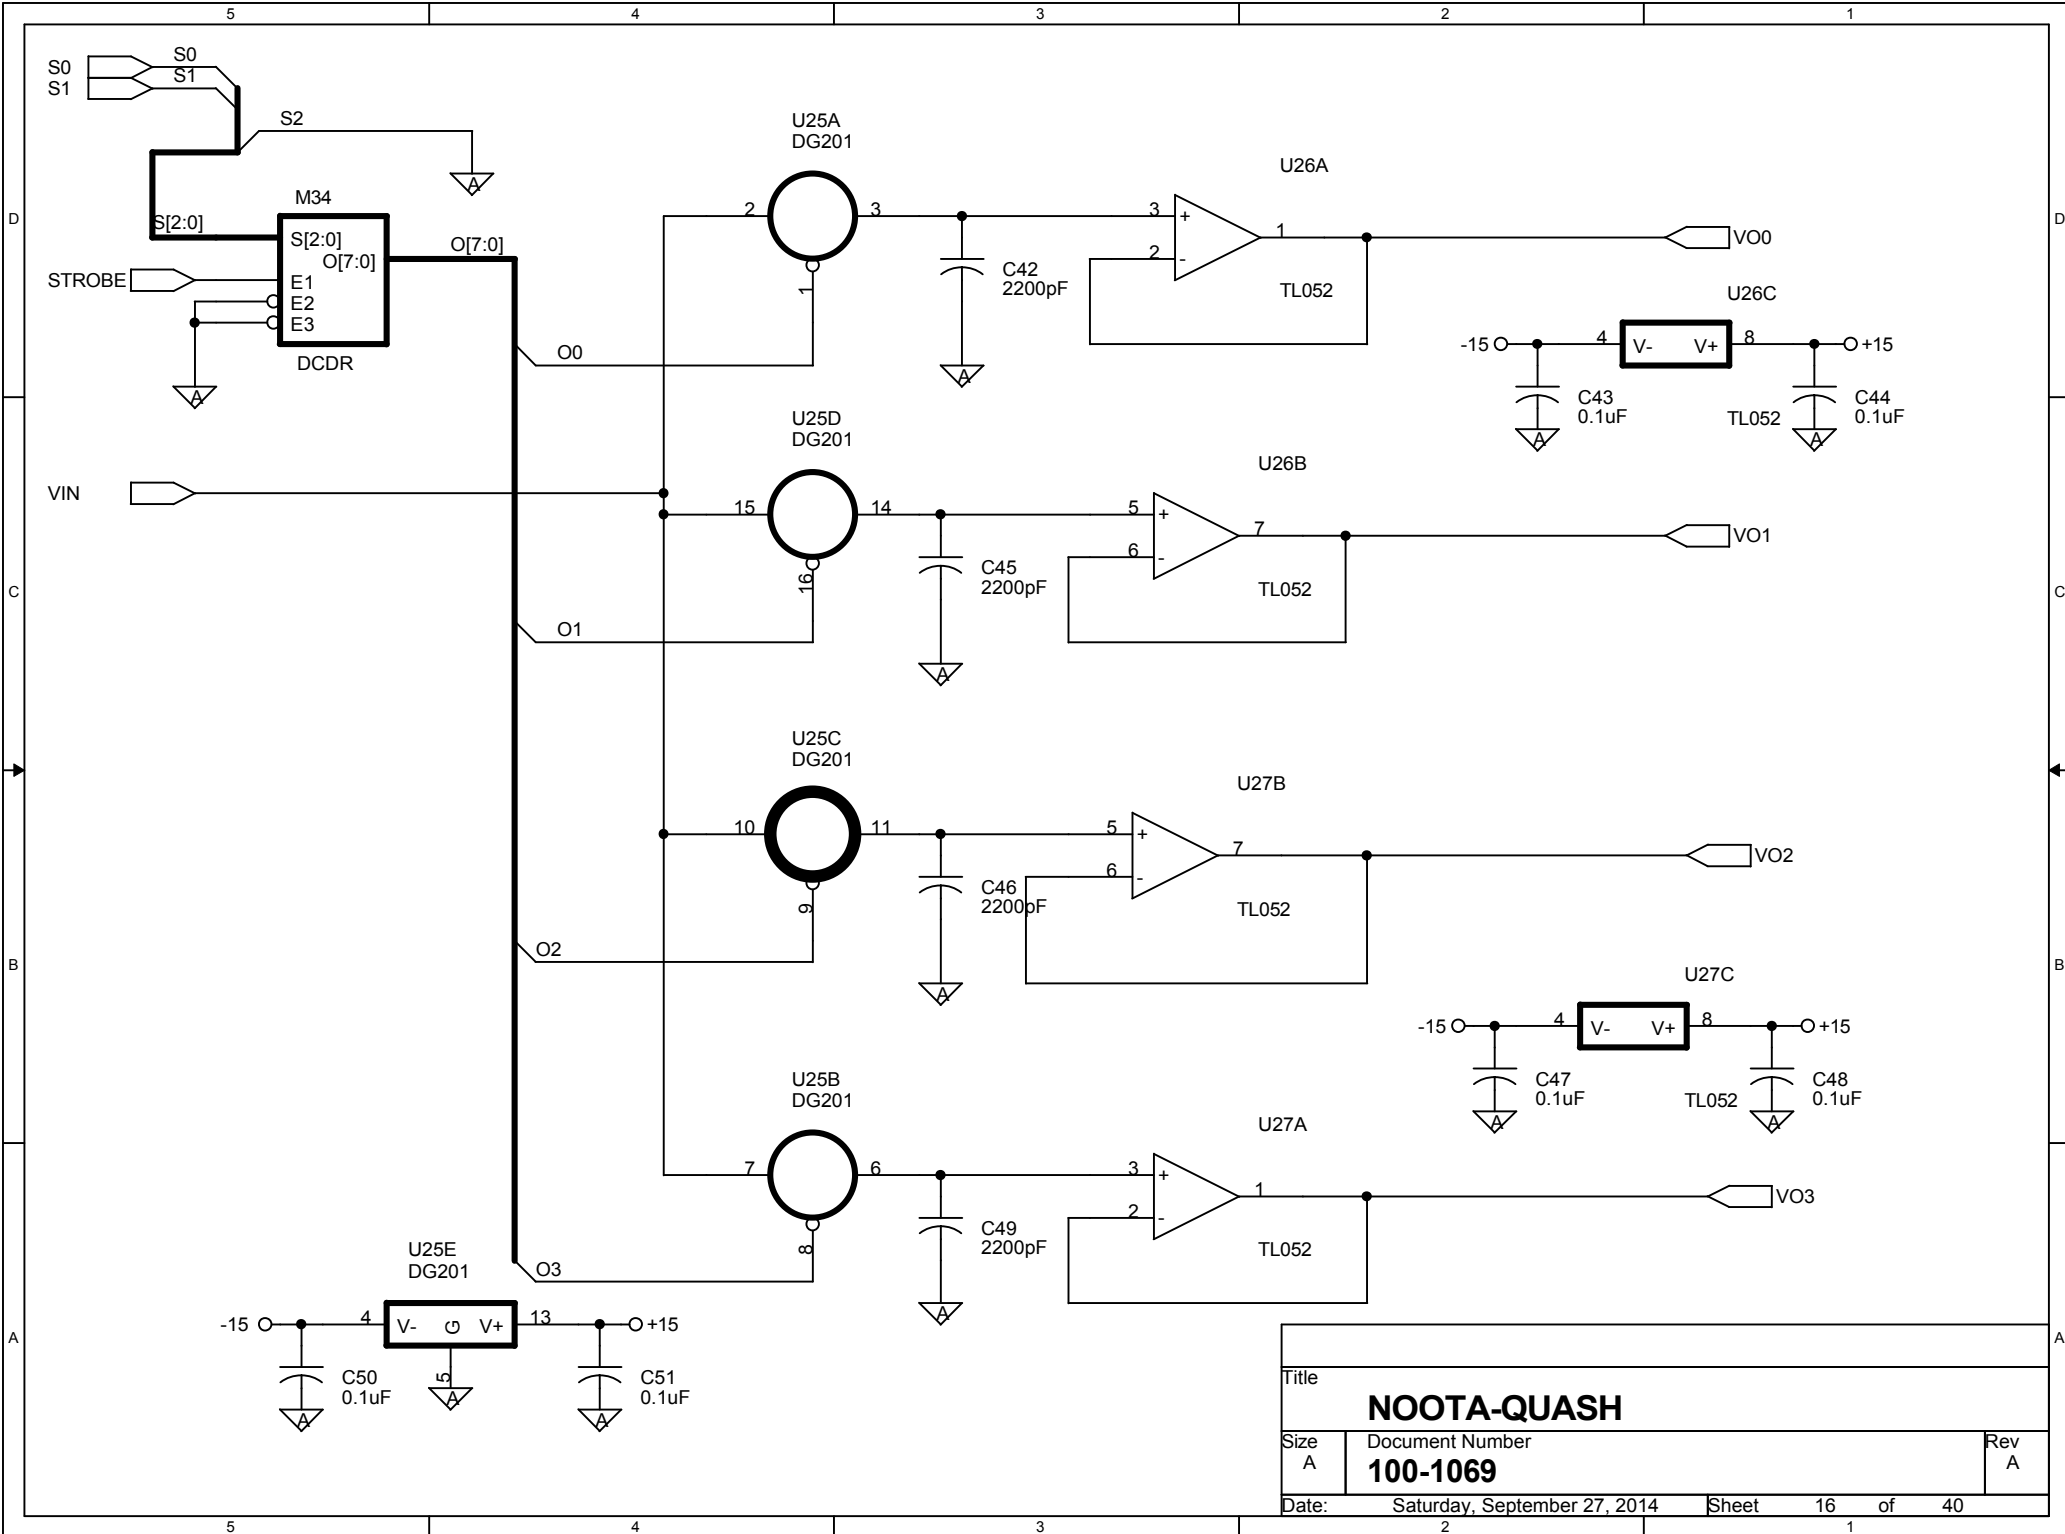 5 4 3 2 1
S0 S0
S1 S1
S2
A
M34
S[2:0]
S[2:0]
O[7:0]
O[7:0]
STROBE
E1
E2
E3
DCDR
A
U25A
DG201
2 3
1
O0
C42
2200pF
A
U26A
3 +
2 -
1
TL052
VO0
U26C
-15 4 V- V+ 8 +15
C43
0.1uF
A
TL052
C44
0.1uF
A
VIN
U25D
DG201
15 14
16
O1
C45
2200pF
A
U26B
5 +
6 -
7
TL052
VO1
U25C
DG201
10 11
9
O2
C46
2200pF
A
U27B
5 +
6 -
7
TL052
VO2
U27C
-15 4 V- V+ 8 +15
C47
0.1uF
A
TL052
C48
0.1uF
A
U25B
DG201
7 6
8
O3
C49
2200pF
A
U27A
3 +
2 -
1
TL052
VO3
U25E
DG201
-15 4 V- G V+ 13 +15
5
C50
0.1uF
A
A
C51
0.1uF
A
D D
C C
B B
A A
Title
NOOTA-QUASH
Size
A
Document Number
100-1069
Rev
A
Date: Saturday, September 27, 2014 Sheet 16 of 40
5 4 3 2 1